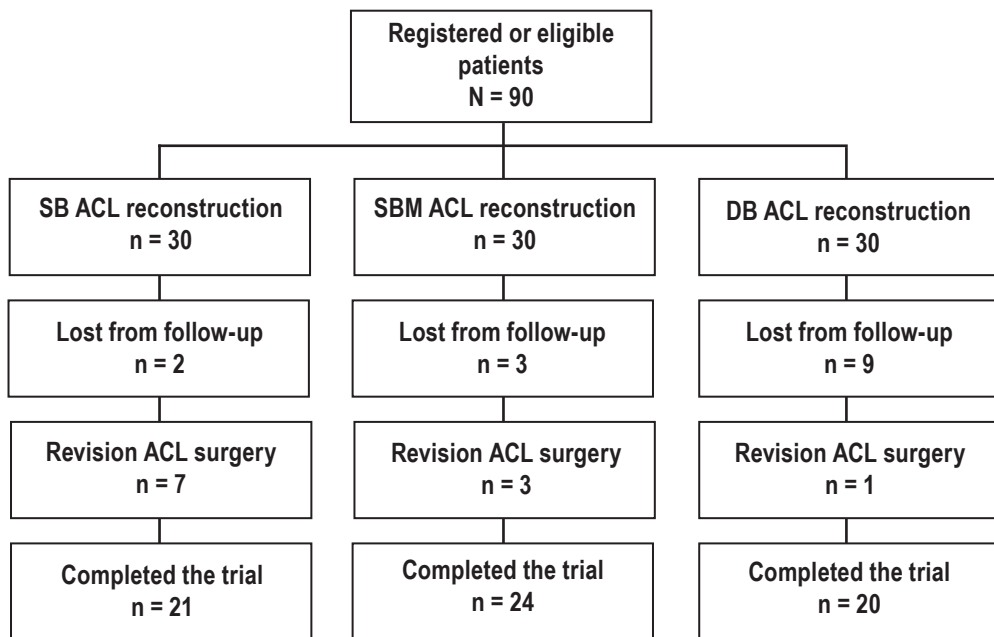 Registered or eligible
patients
N = 90
SB ACL reconstruction
n = 30
SBM ACL reconstruction
n = 30
DB ACL reconstruction
n = 30
Lost from follow-up
n = 2
Lost from follow-up
n = 3
Lost from follow-up
n = 9
Revision ACL surgery
n = 7
Revision ACL surgery
n = 3
Revision ACL surgery
n = 1
Completed the trial
n = 21
Completed the trial
n = 24
Completed the trial
n = 20